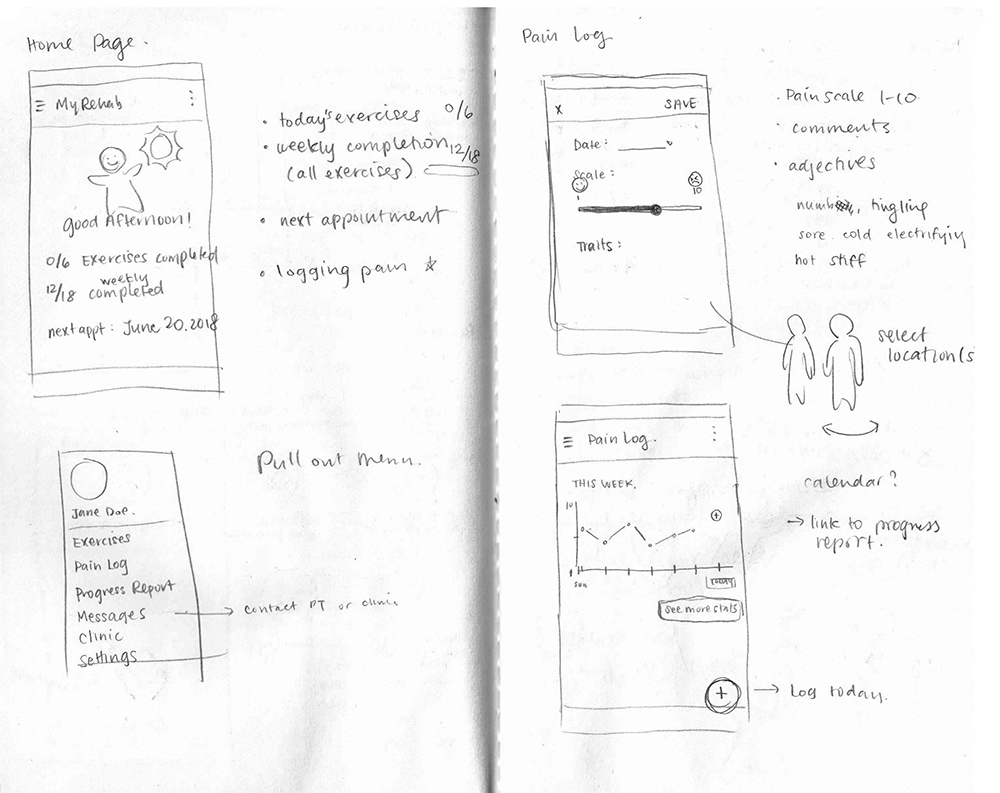 Home Page.
MyRehab
good Afternoon!
0/6 Exercises completed
weekly
12/18 completed
next appt: June 20, 2018
• today's exercises 0/6
• weekly completion 12/18
(all exercises)
• next appointment
• logging pain
Jane Doe.
Exercises
Pain Log
Progress Report
Messages
Clinic
Settings
Pull out menu.
contact PT or clinic
Pain Log
X SAVE
Date:
Scale:
1 10
Traits:
• Pain scale 1-10
• comments
• adjectives
numb, tingling
sore cold electrifying
hot stiff
select
location(s
Pain Log.
THIS WEEK.
10
1
sun TODAY
see more stats
+
calendar?
→ link to progress
report.
→ Log today.